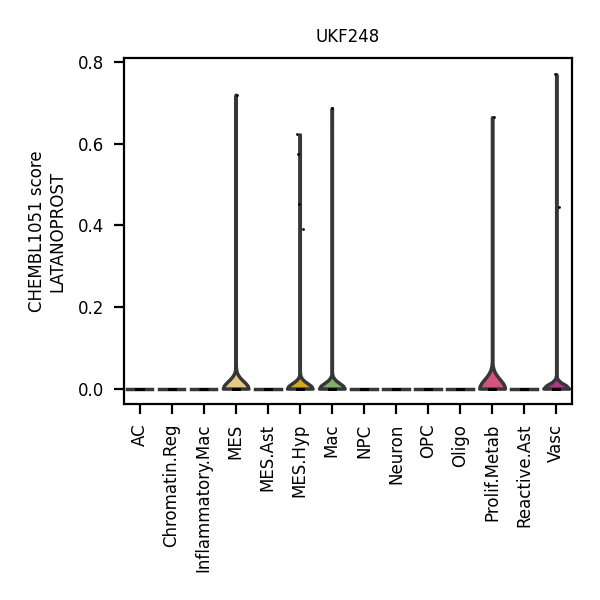 UKF248
CHEMBL1051 score
LATANOPROST
0.8
0.6
0.4
0.2
0.0
AC
Chromatin.Reg
Inflammatory.Mac
MES
MES.Ast
MES.Hyp
Mac
NPC
Neuron
OPC
Oligo
Prolif.Metab
Reactive.Ast
Vasc